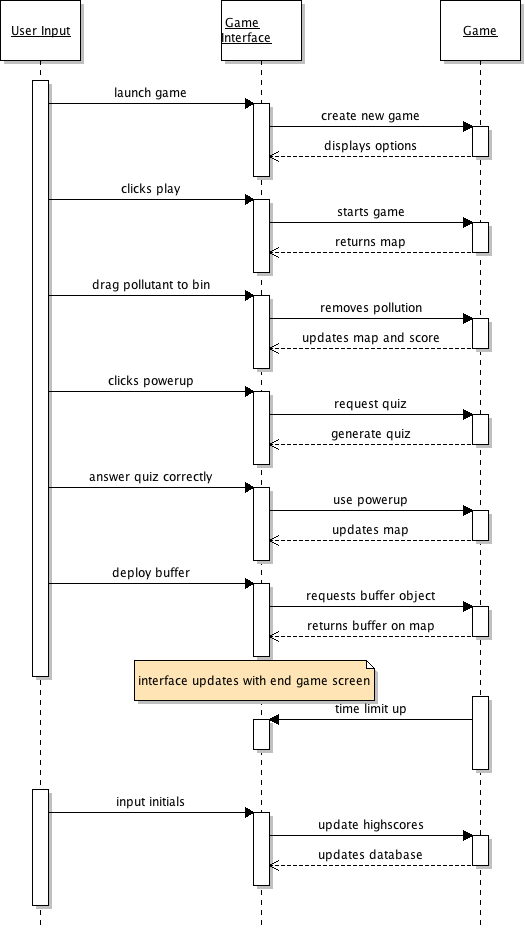 User Input
Game
Interface
Game
launch game
create new game
displays options
clicks play
starts game
returns map
drag pollutant to bin
removes pollution
updates map and score
clicks powerup
request quiz
generate quiz
answer quiz correctly
use powerup
updates map
deploy buffer
requests buffer object
returns buffer on map
interface updates with end game screen
time limit up
input initials
update highscores
updates database